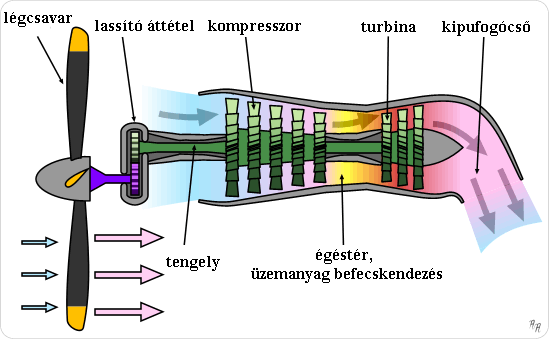 légcsavar
lassító áttétel
kompresszor
turbina
kipufogócső
tengely
égéstér,
üzemanyag befecskendezés